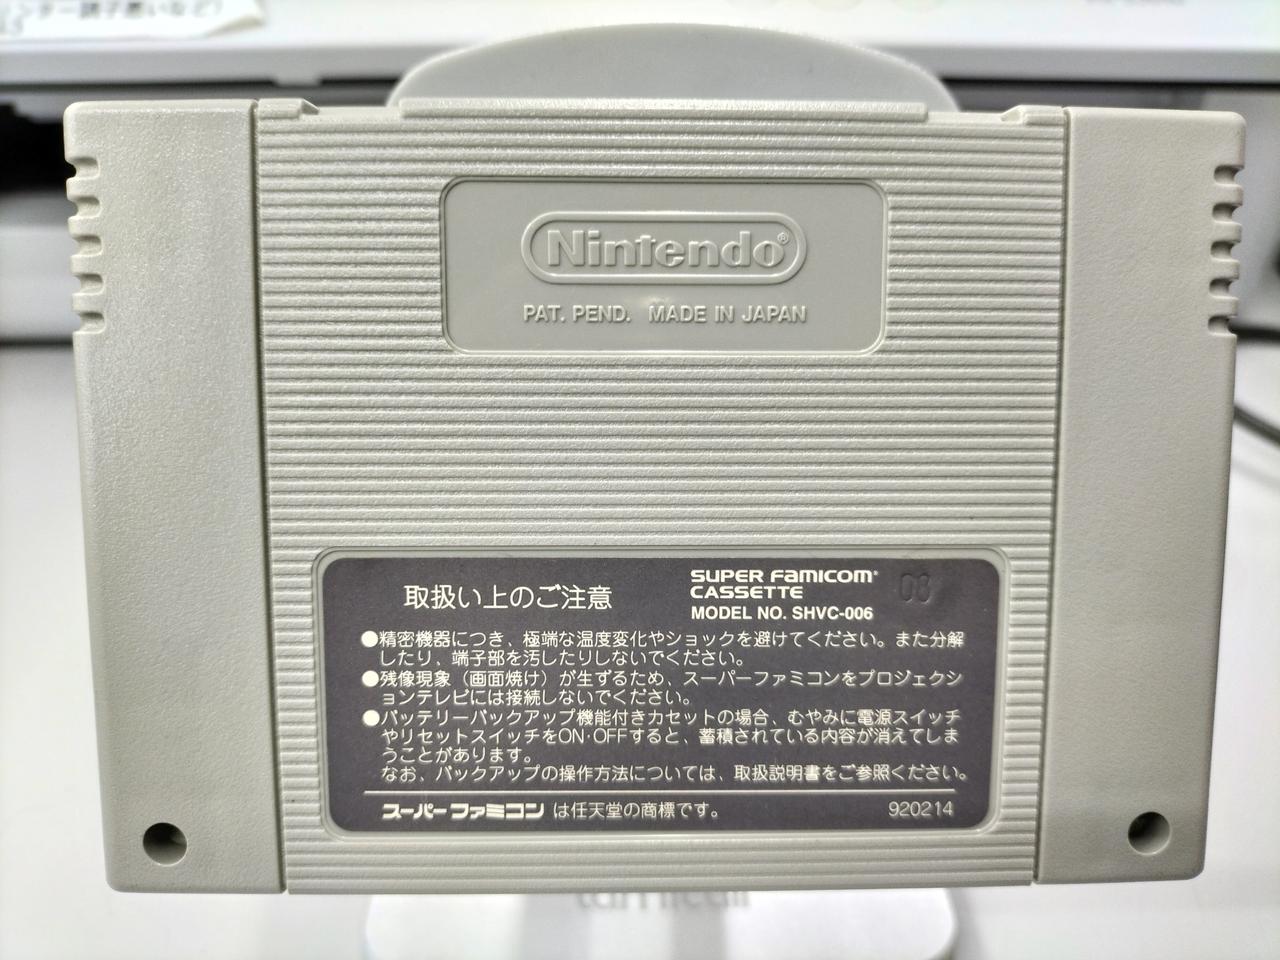 Nintendo®
PAT. PEND. MADE IN JAPAN
取扱い上のご注意
SUPER FAMICOM®
CASSETTE
MODEL NO. SHVC-006
08
●精密機器につき、極端な温度変化やショックを避けてください。また分解
したり、端子部を汚したりしないでください。
●残像現象（画面焼け）が生ずるため、スーパーファミコンをプロジェクシ
ョンテレビには接続しないでください。
●バッテリーバックアップ機能付きカセットの場合、むやみに電源スイッチ
やリセットスイッチをON·OFFすると、蓄積されている内容が消えてしま
うことがあります。
なお、バックアップの操作方法については、取扱説明書をご参照ください。
スーパーファミコン は任天堂の商標です。
920214